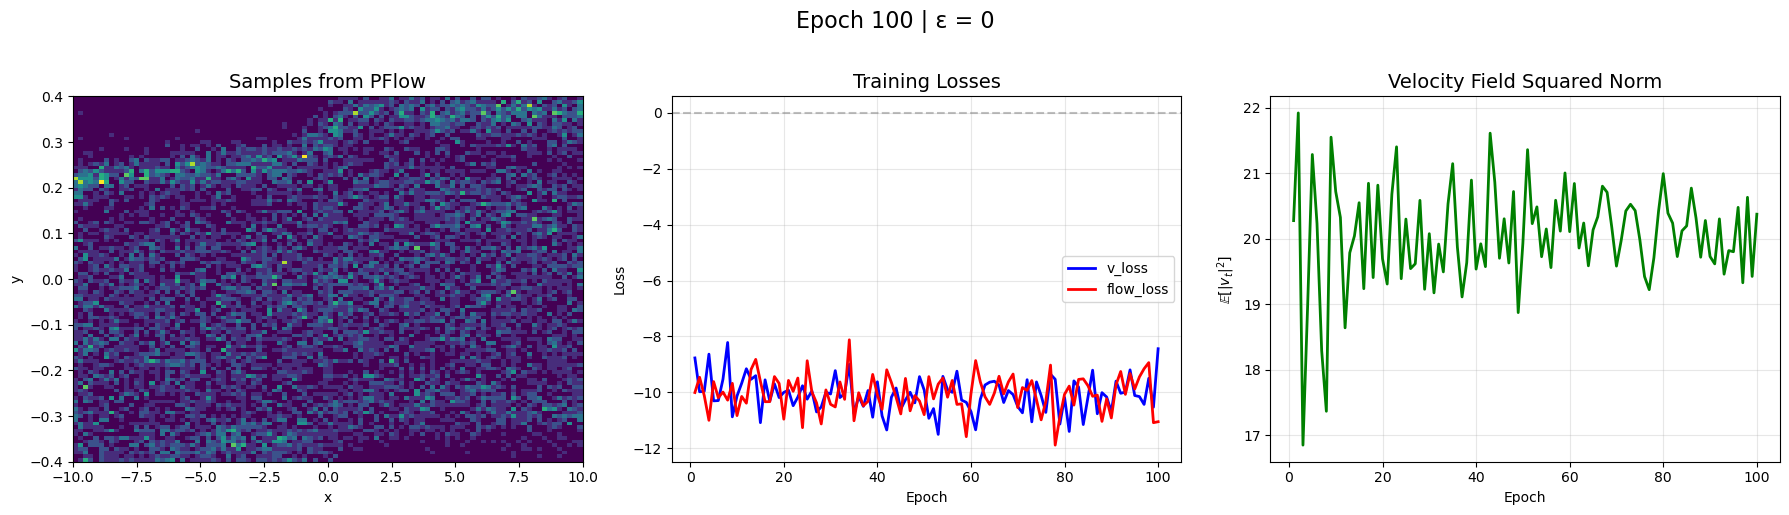 Epoch 100 | ε = 0
Samples from PFlow
0.4
0.3
0.2
0.1
0.0
−0.1
−0.2
−0.3
−0.4
y
−10.0 −7.5 −5.0 −2.5 0.0 2.5 5.0 7.5 10.0
x
Training Losses
0
−2
−4
−6
−8
−10
−12
Loss
v_loss
flow_loss
0 20 40 60 80 100
Epoch
Velocity Field Squared Norm
22
21
20
19
18
17
𝔼[|v_t|²]
0 20 40 60 80 100
Epoch